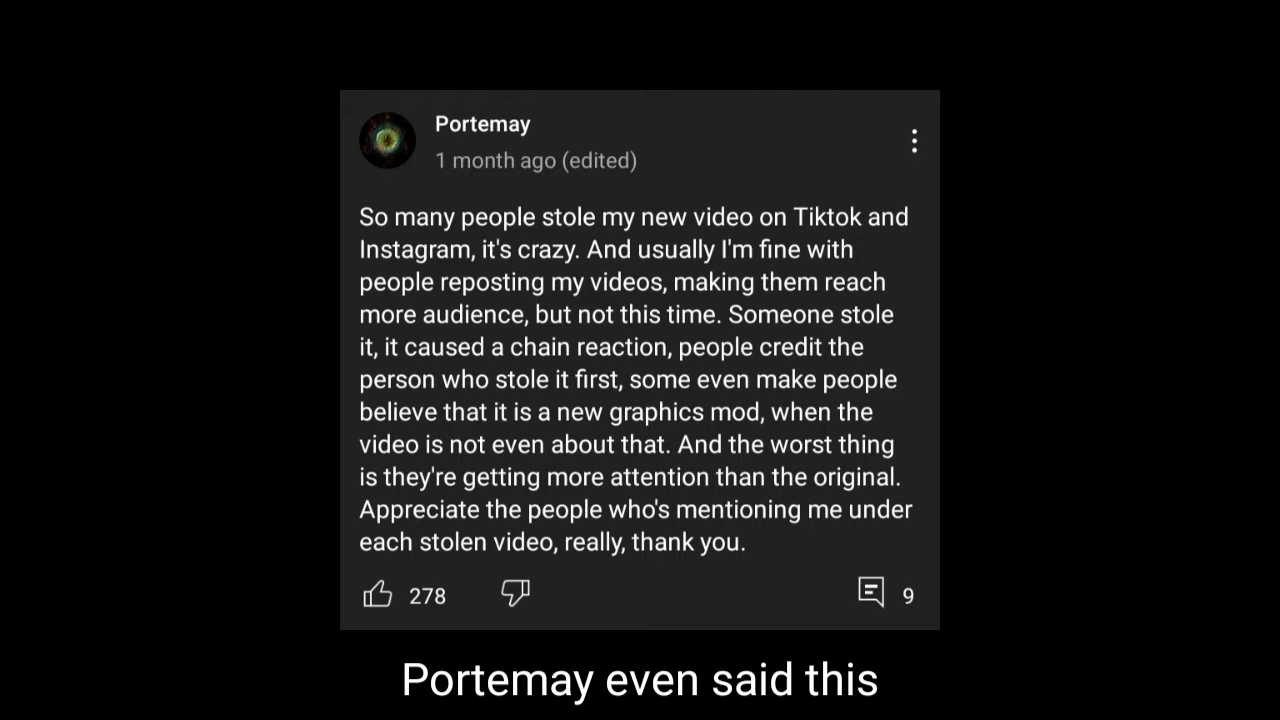 Portemay
1 month ago (edited)
So many people stole my new video on Tiktok and
Instagram, it's crazy. And usually I'm fine with
people reposting my videos, making them reach
more audience, but not this time. Someone stole
it, it caused a chain reaction, people credit the
person who stole it first, some even make people
believe that it is a new graphics mod, when the
video is not even about that. And the worst thing
is they're getting more attention than the original.
Appreciate the people who's mentioning me under
each stolen video, really, thank you.
278
9
Portemay even said this